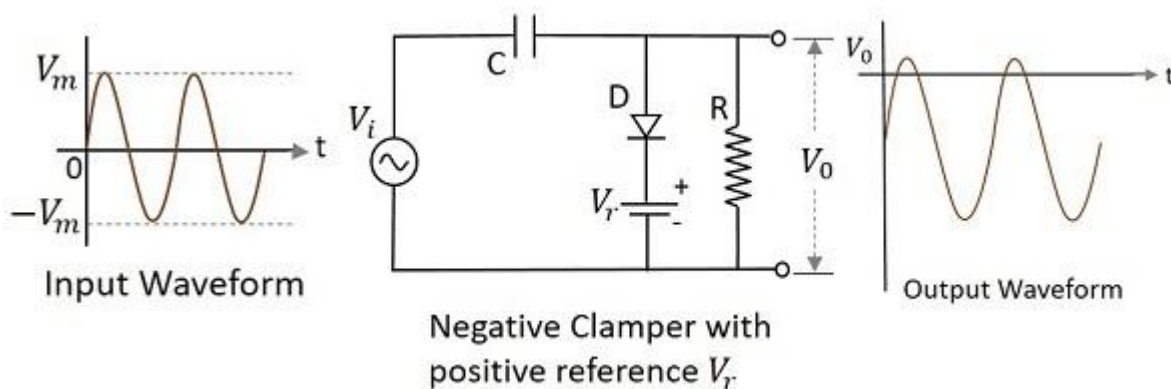 V_m
0
t
−V_m
Input Waveform
C
V_i
D
R
V_r
+
-
V_0
Negative Clamper with
positive reference V_r
V_0
t
Output Waveform